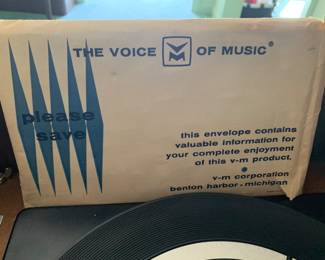 THE VOICE VM OF MUSIC®
please
save
this envelope contains
valuable information for
your complete enjoyment
of this v-m product.
v-m corporation
benton harbor • michigan